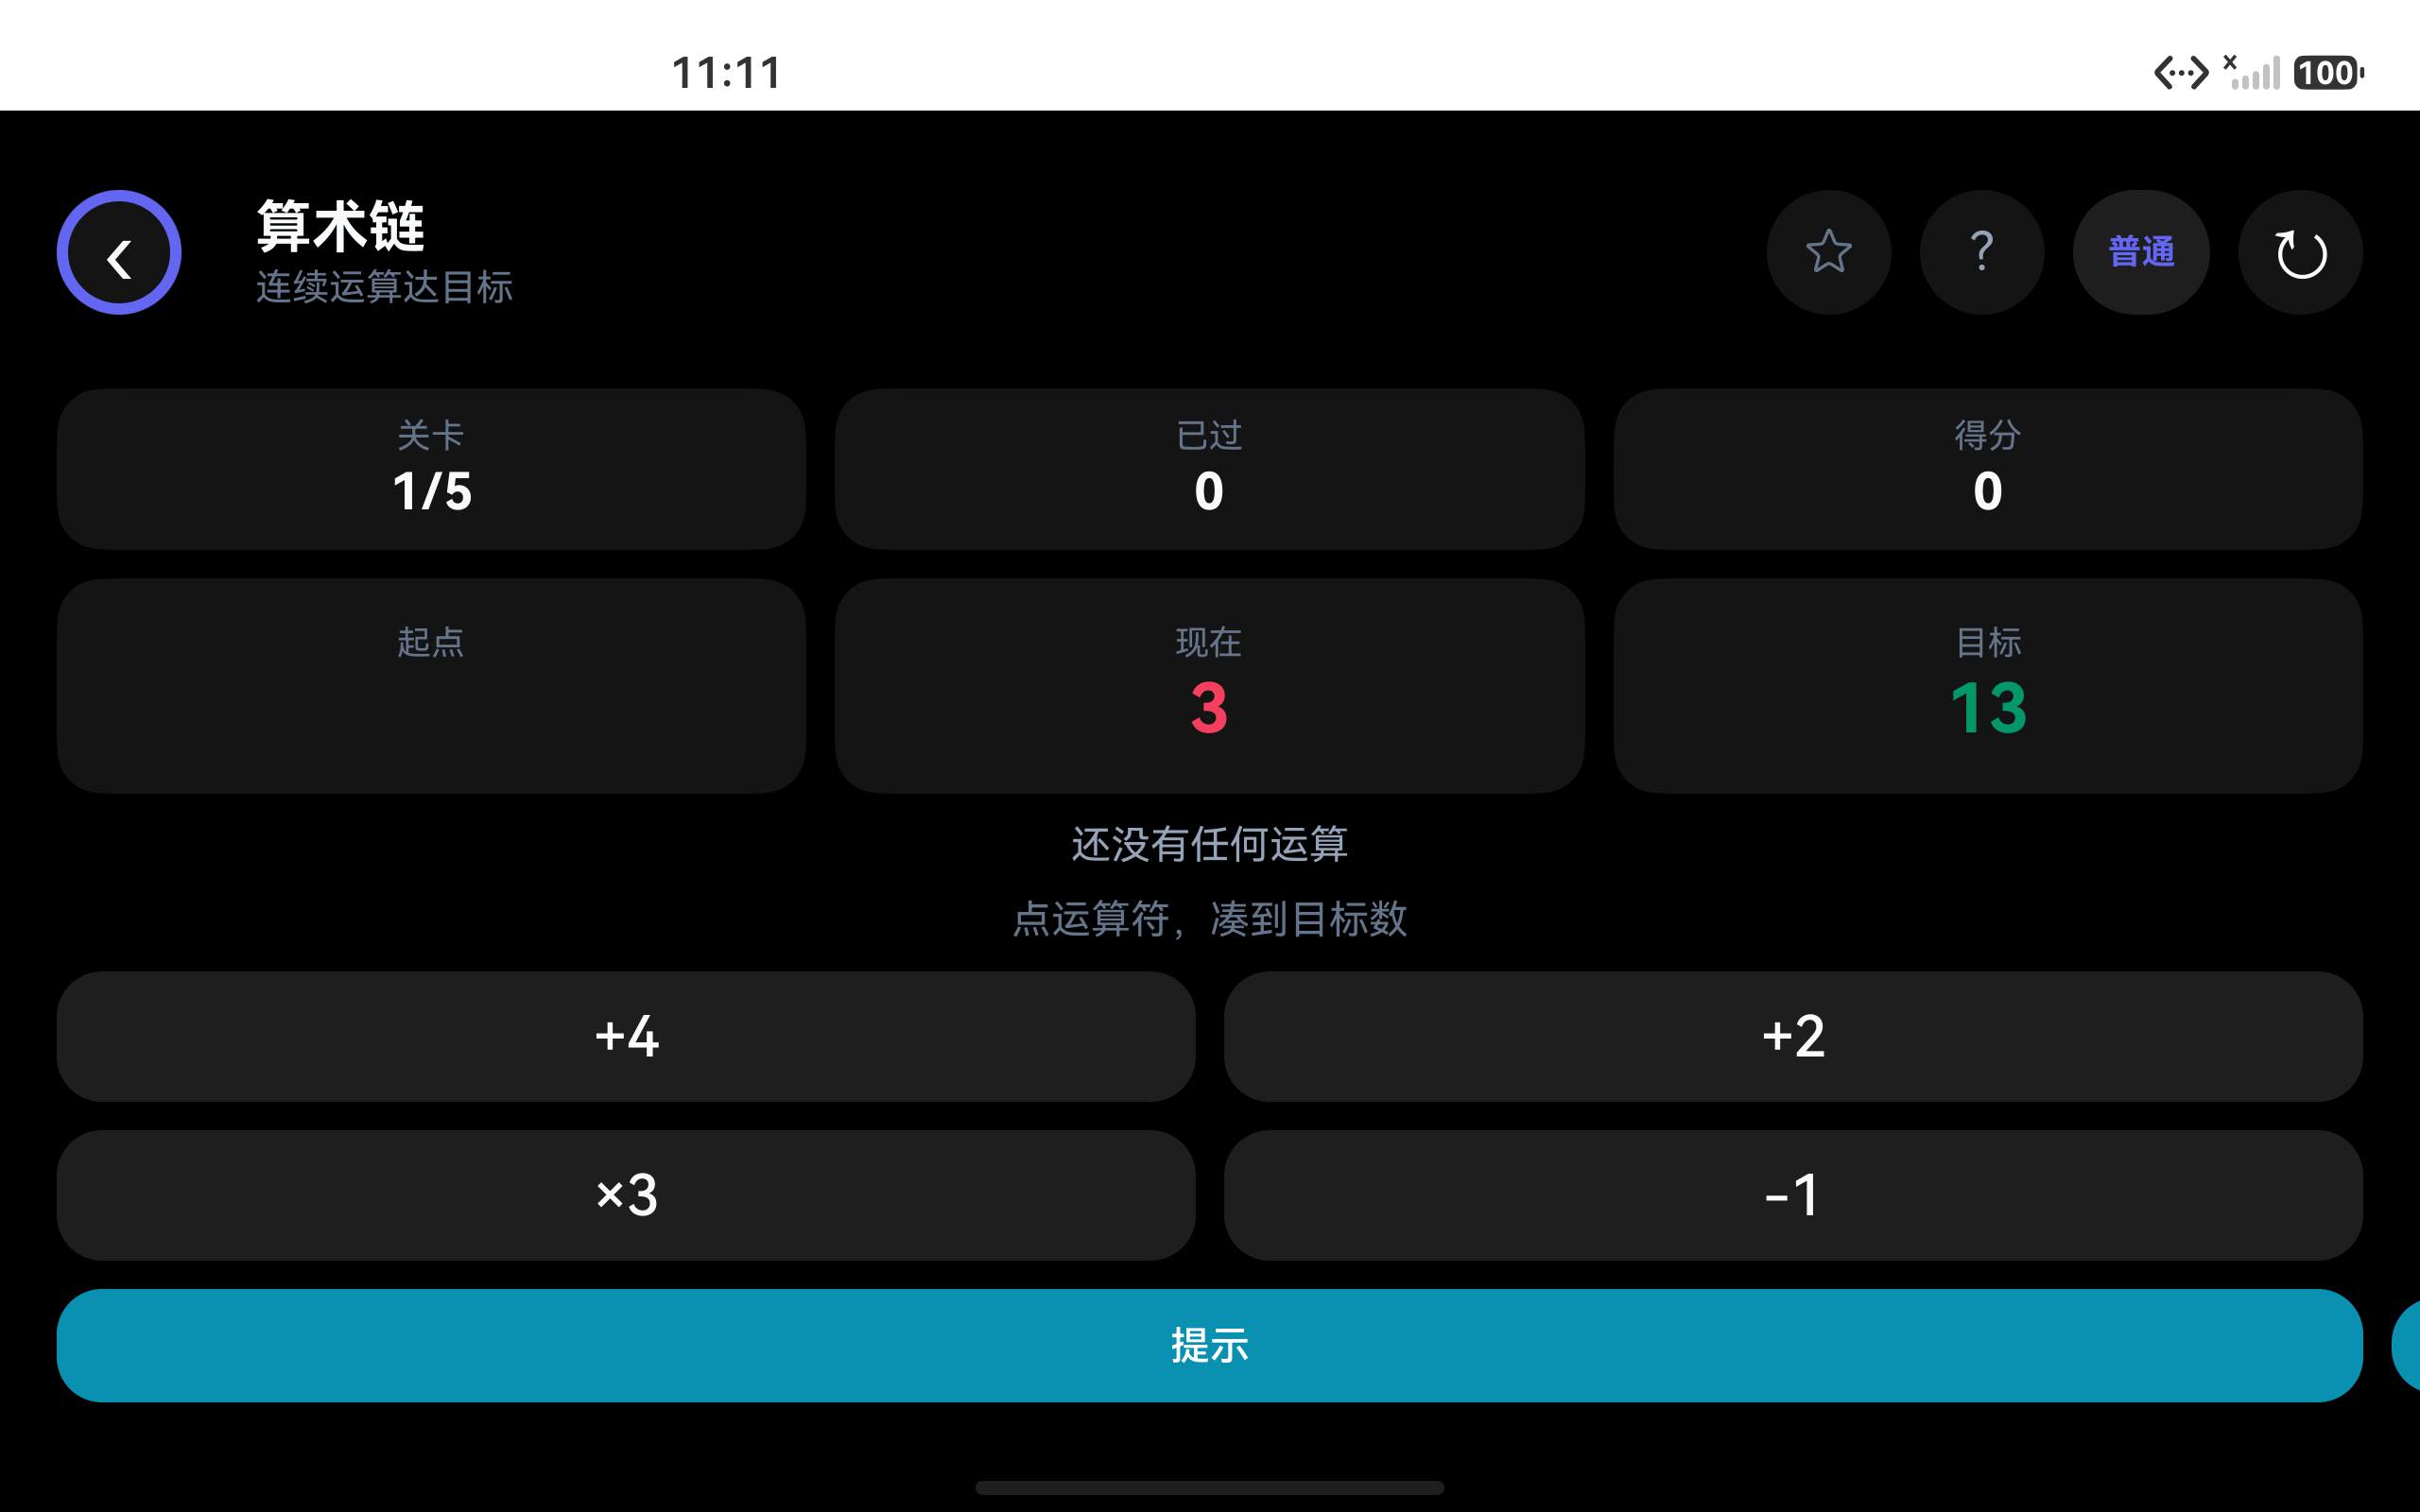 11:11
100
算术链
连续运算达目标
?
普通
关卡
1/5
已过
0
得分
0
起点
现在
3
目标
13
还没有任何运算
点运算符，凑到目标数
+4
+2
×3
−1
提示